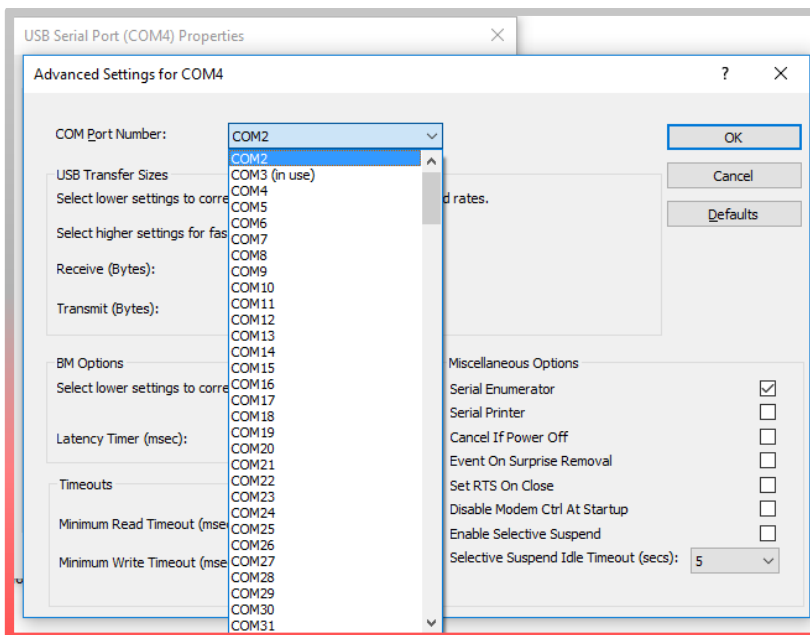 USB Serial Port (COM4) Properties
Advanced Settings for COM4
?
COM Port Number:
COM2
OK
Cancel
Defaults
COM2
COM3 (in use)
COM4
COM5
COM6
COM7
COM8
COM9
COM10
COM11
COM12
COM13
COM14
COM15
COM16
COM17
COM18
COM19
COM20
COM21
COM22
COM23
COM24
COM25
COM26
COM27
COM28
COM29
COM30
COM31
USB Transfer Sizes
Select lower settings to corre d rates.
Select higher settings for fas
Receive (Bytes):
Transmit (Bytes):
BM Options
Select lower settings to corre
Latency Timer (msec):
Timeouts
Minimum Read Timeout (mse
Minimum Write Timeout (mse
Miscellaneous Options
Serial Enumerator
Serial Printer
Cancel If Power Off
Event On Surprise Removal
Set RTS On Close
Disable Modem Ctrl At Startup
Enable Selective Suspend
Selective Suspend Idle Timeout (secs): 5